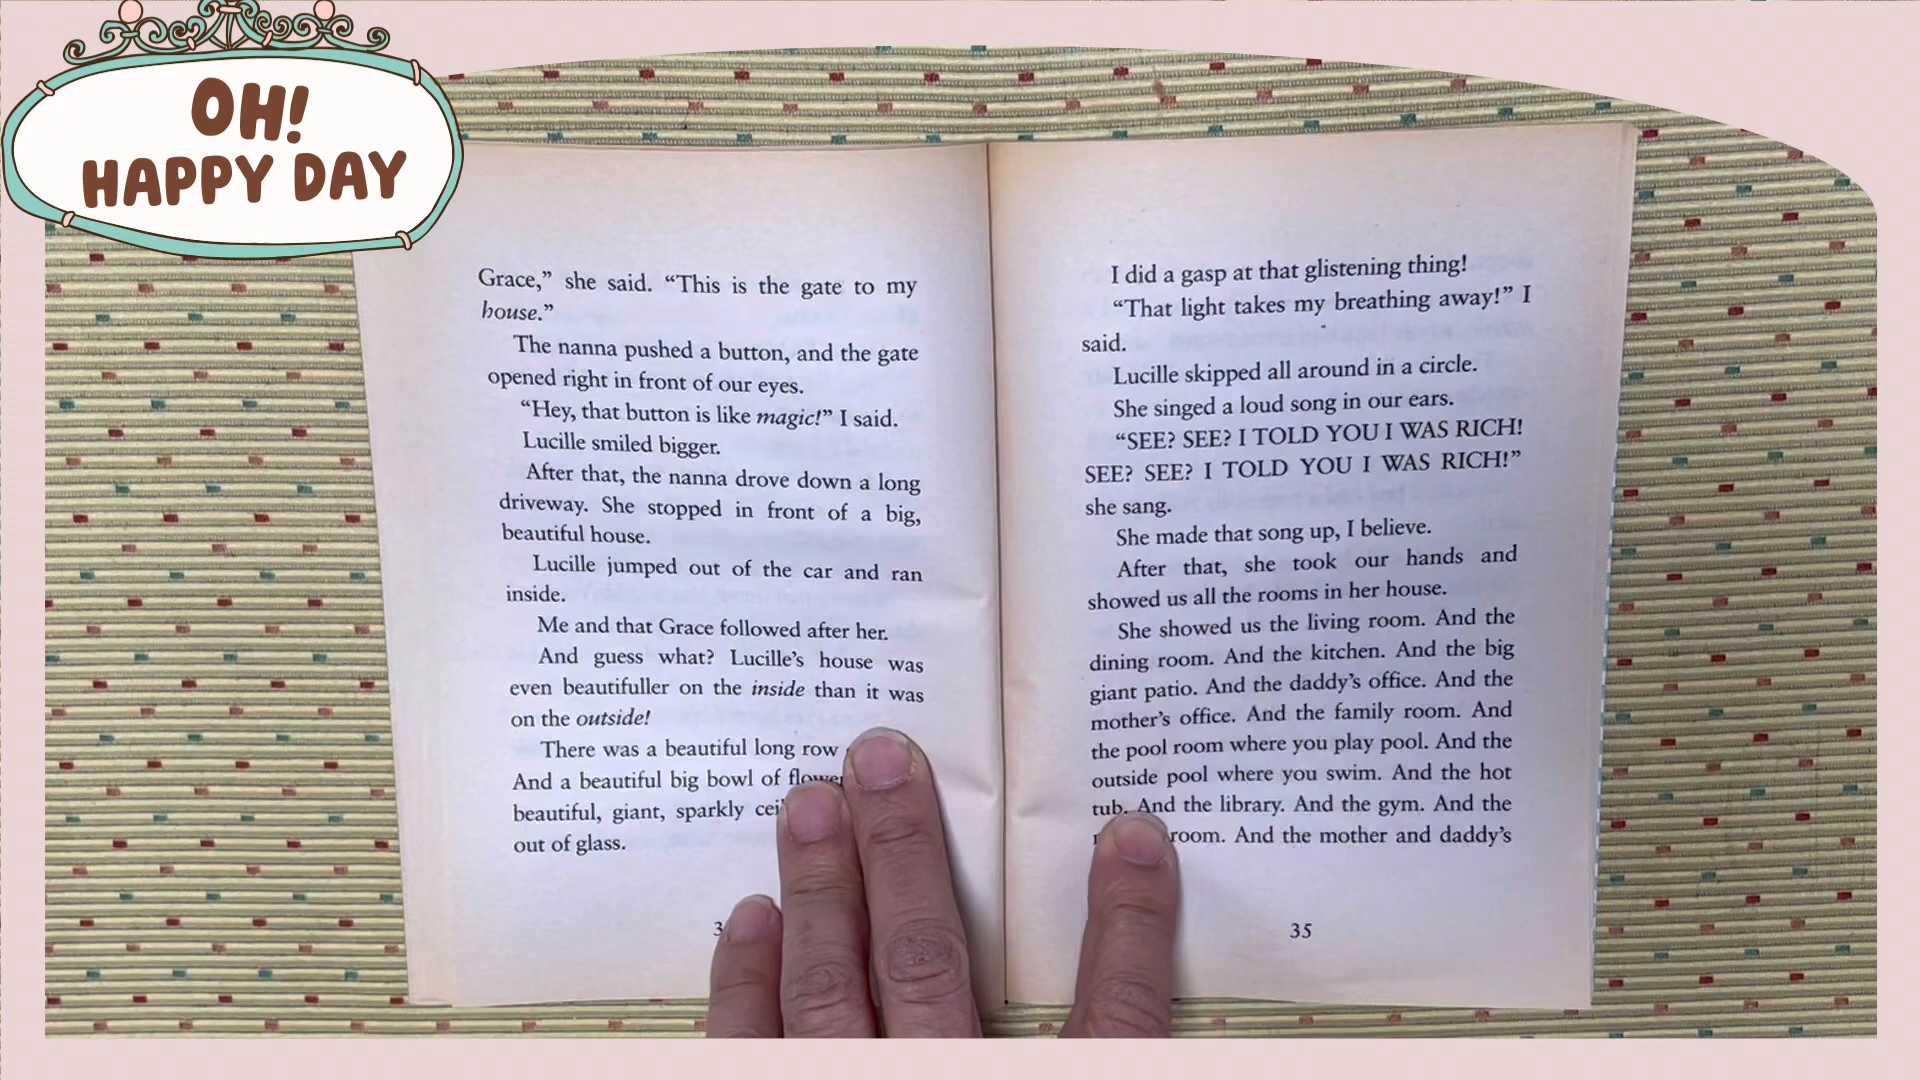 OH!
HAPPY DAY
Grace,” she said. “This is the gate to my
house.”
The nanna pushed a button, and the gate
opened right in front of our eyes.
“Hey, that button is like magic!” I said.
Lucille smiled bigger.
After that, the nanna drove down a long
driveway. She stopped in front of a big,
beautiful house.
Lucille jumped out of the car and ran
inside.
Me and that Grace followed after her.
And guess what? Lucille’s house was
even beautifuller on the inside than it was
on the outside!
There was a beautiful long row
And a beautiful big bowl of
beautiful, giant, sparkly
out of glass.
I did a gasp at that glistening thing!
“That light takes my breathing away!” I
said.
Lucille skipped all around in a circle.
She singed a loud song in our ears.
“SEE? SEE? I TOLD YOU I WAS RICH!
SEE? SEE? I TOLD YOU I WAS RICH!”
she sang.
She made that song up, I believe.
After that, she took our hands and
showed us all the rooms in her house.
She showed us the living room. And the
dining room. And the kitchen. And the big
giant patio. And the daddy’s office. And the
mother’s office. And the family room. And
the pool room where you play pool. And the
outside pool where you swim. And the hot
tub. And the library. And the gym. And the
room. And the mother and daddy’s
35